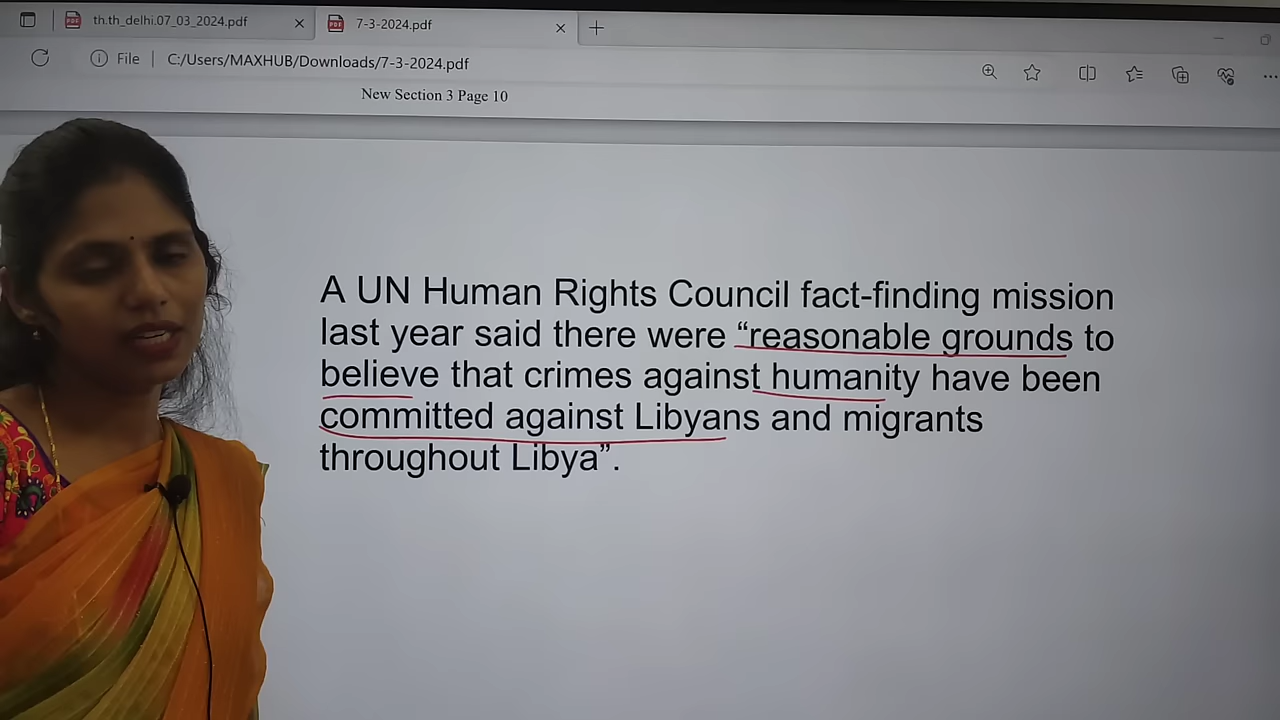 th.th_delhi.07_03_2024.pdf
7-3-2024.pdf
File
C:/Users/MAXHUB/Downloads/7-3-2024.pdf
New Section 3 Page 10
A UN Human Rights Council fact-finding mission
last year said there were “reasonable grounds to
believe that crimes against humanity have been
committed against Libyans and migrants
throughout Libya”.